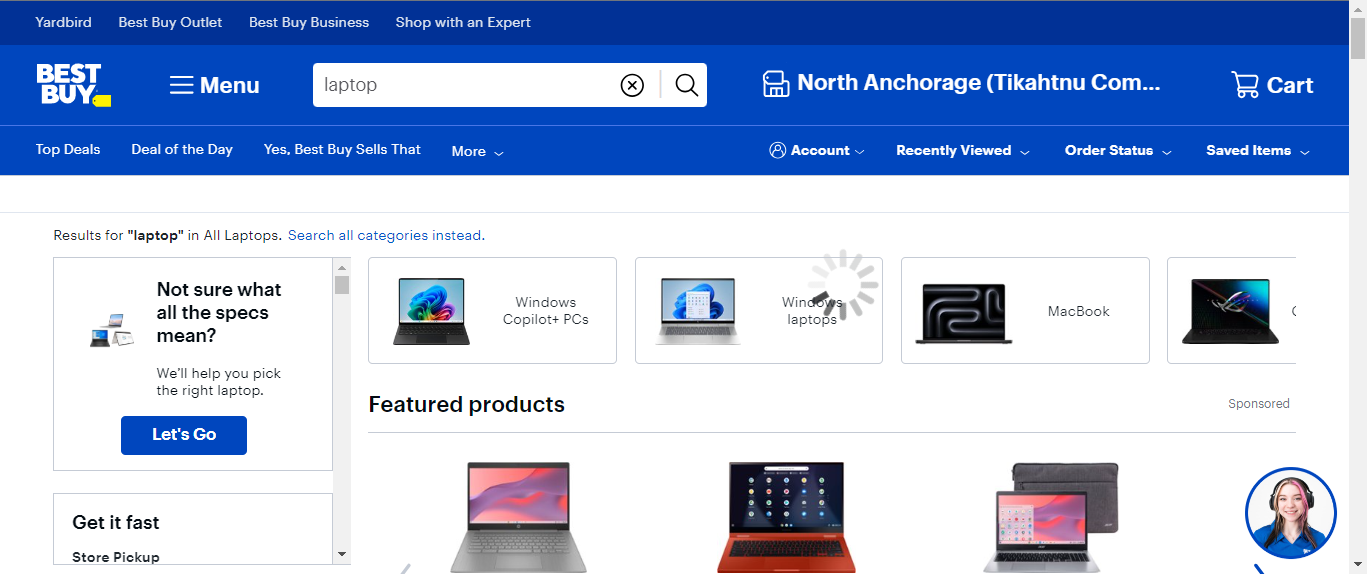 Yardbird Best Buy Outlet Best Buy Business Shop with an Expert
BEST
BUY
Menu
laptop
North Anchorage (Tikahtnu Com...
Cart
Top Deals Deal of the Day Yes, Best Buy Sells That More
Account Recently Viewed Order Status Saved Items
Results for "laptop" in All Laptops. Search all categories instead.
Not sure what
all the specs
mean?
We'll help you pick
the right laptop.
Let's Go
Windows
Copilot+ PCs
Windows
laptops
MacBook
Featured products
Sponsored
Get it fast
Store Pickup